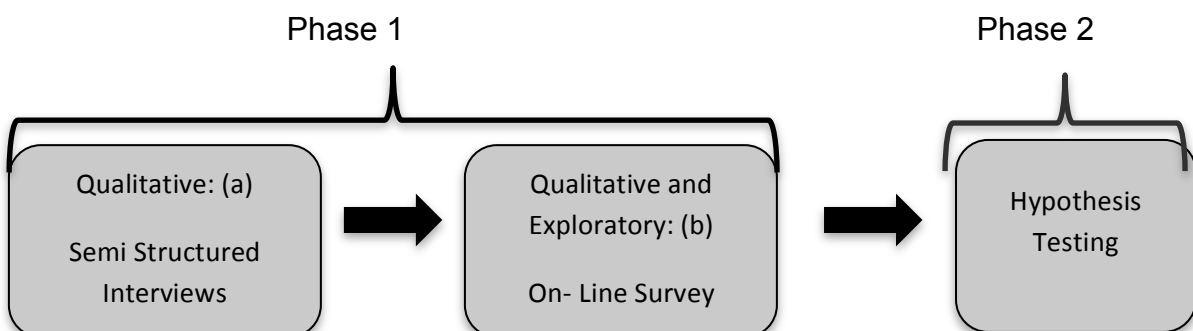 Phase 1
Phase 2
Qualitative: (a)
Semi Structured
Interviews
Qualitative and
Exploratory: (b)
On- Line Survey
Hypothesis
Testing